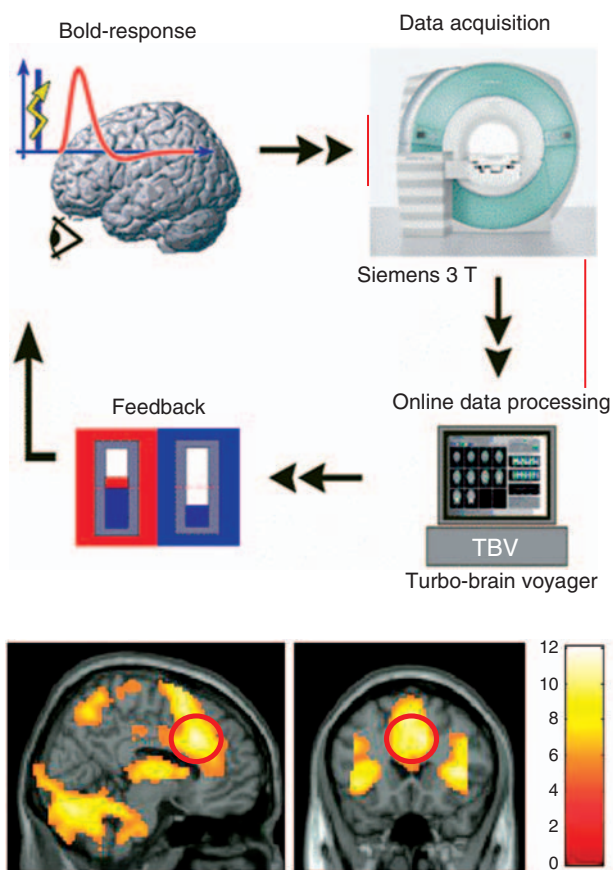 Bold-response
Data acquisition
Siemens 3 T
Feedback
Online data processing
TBV
Turbo-brain voyager
12
10
8
6
4
2
0